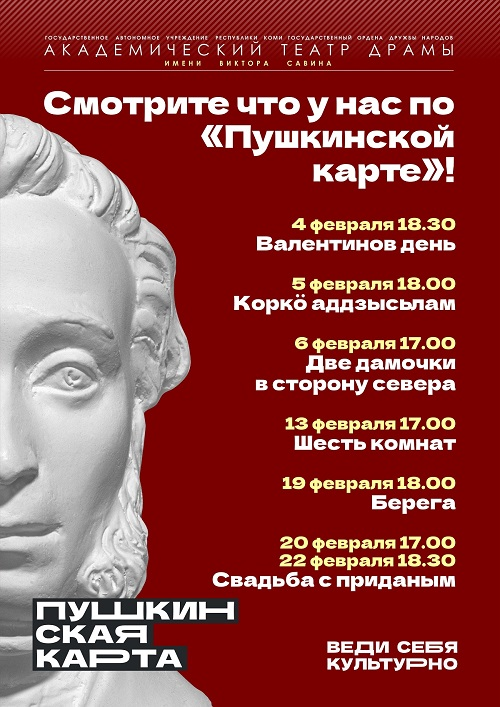 ГОСУДАРСТВЕННОЕ АВТОНОМНОЕ УЧРЕЖДЕНИЕ РЕСПУБЛИКИ КОМИ ГОСУДАРСТВЕННЫЙ ОРДЕНА ДРУЖБЫ НАРОДОВ
АКАДЕМИЧЕСКИЙ ТЕАТР ДРАМЫ
ИМЕНИ ВИКТОРА САВИНА
Смотрите что у нас по
«Пушкинской
карте»!
4 февраля 18.30
Валентинов день
5 февраля 18.00
Коркӧ аддзысьлам
6 февраля 17.00
Две дамочки
в сторону севера
13 февраля 17.00
Шесть комнат
19 февраля 18.00
Берега
20 февраля 17.00
22 февраля 18.30
Свадьба с приданым
ПУШКИН
СКАЯ
КАРТА
ВЕДИ СЕБЯ
КУЛЬТУРНО